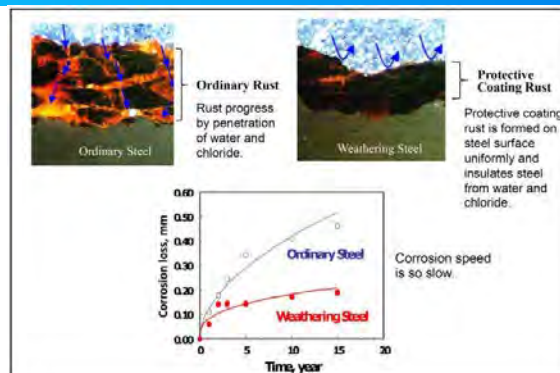 Ordinary Rust
Rust progress
by penetration
of water and
chloride.
Ordinary Steel
Protective
Coating Rust
Protective coating
rust is formed on
steel surface
uniformly and
insulates steel
from water and
chloride.
Weathering Steel
Corrosion loss, mm
0.60
0.50
0.40
0.30
0.20
0.10
0.00
Ordinary Steel
Weathering Steel
0
5
10
15
20
Time, year
Corrosion speed
is so slow.